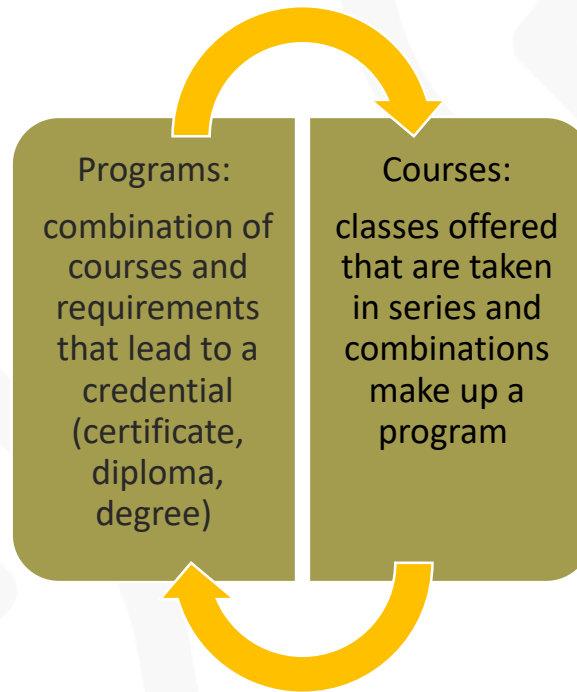 Programs:
combination of
courses and
requirements
that lead to a
credential
(certificate,
diploma,
degree)
Courses:
classes offered
that are taken
in series and
combinations
make up a
program